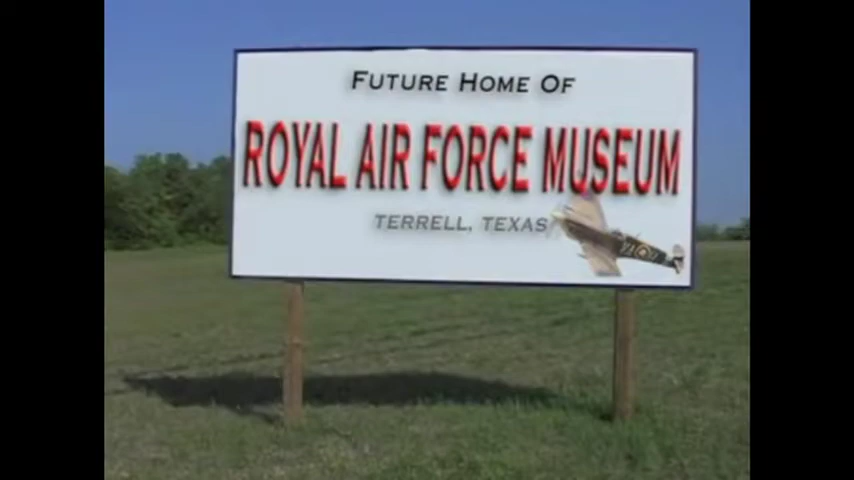 FUTURE HOME OF
ROYAL AIR FORCE MUSEUM
TERRELL, TEXAS